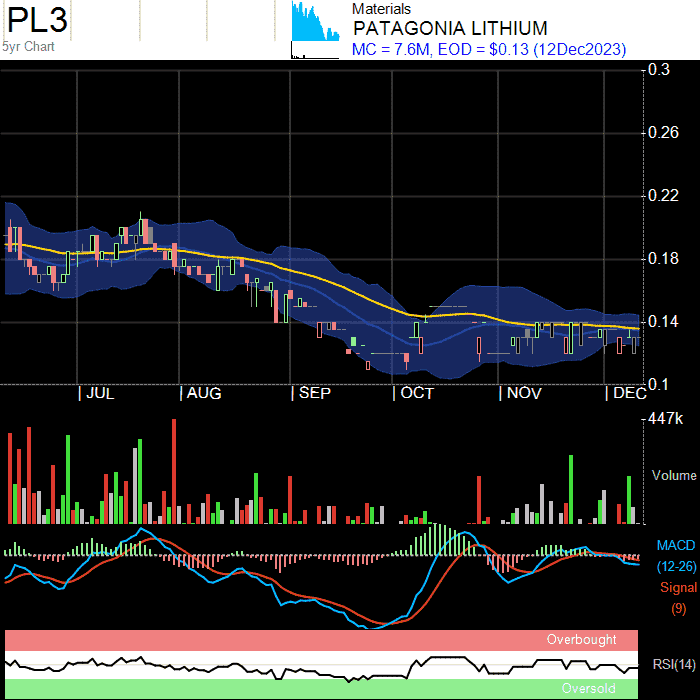 PL3
5yr Chart
Materials
PATAGONIA LITHIUM
MC = 7.6M, EOD = $0.13 (12Dec2023)
0.3
0.26
0.22
0.18
0.14
0.1
| JUL | AUG | SEP | OCT | NOV | DEC
447k
Volume
MACD
(12-26)
Signal
(9)
Overbought
RSI(14)
Oversold